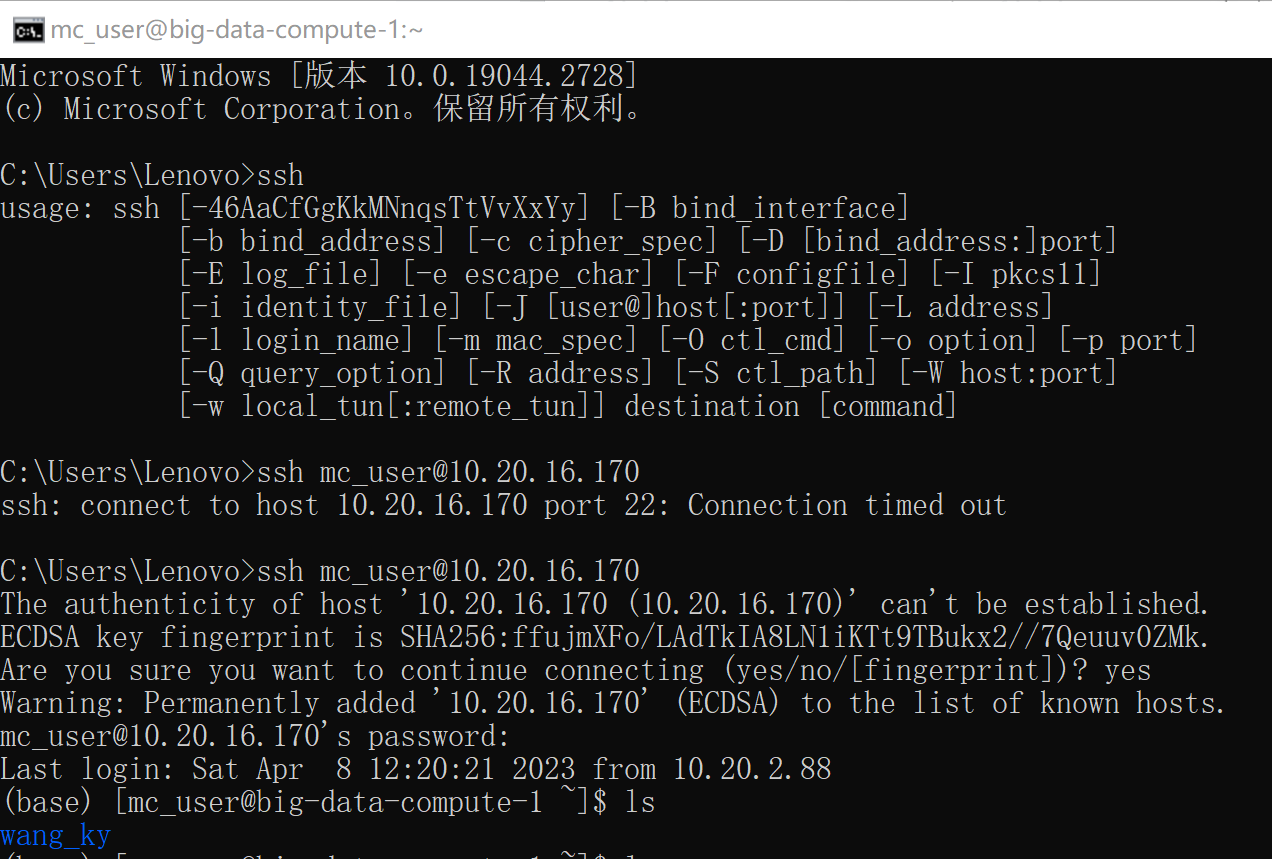 mc_user@big-data-compute-1:~
Microsoft Windows [版本 10.0.19044.2728]
(c) Microsoft Corporation。保留所有权利。
C:\Users\Lenovo>ssh
usage: ssh [-46AaCfGgKkMNnqsTtVvXxYy] [-B bind_interface]
[-b bind_address] [-c cipher_spec] [-D [bind_address:]port]
[-E log_file] [-e escape_char] [-F configfile] [-I pkcs11]
[-i identity_file] [-J [user@]host[:port]] [-L address]
[-l login_name] [-m mac_spec] [-O ctl_cmd] [-o option] [-p port]
[-Q query_option] [-R address] [-S ctl_path] [-W host:port]
[-w local_tun[:remote_tun]] destination [command]
C:\Users\Lenovo>ssh mc_user@10.20.16.170
ssh: connect to host 10.20.16.170 port 22: Connection timed out
C:\Users\Lenovo>ssh mc_user@10.20.16.170
The authenticity of host '10.20.16.170 (10.20.16.170)' can't be established.
ECDSA key fingerprint is SHA256:ffujmXFo/LAdTkIA8LN1iKTt9TBukx2//7Qeuuv0ZMk.
Are you sure you want to continue connecting (yes/no/[fingerprint])? yes
Warning: Permanently added '10.20.16.170' (ECDSA) to the list of known hosts.
mc_user@10.20.16.170's password:
Last login: Sat Apr  8 12:20:21 2023 from 10.20.2.88
(base) [mc_user@big-data-compute-1 ~]$ ls
wang_ky